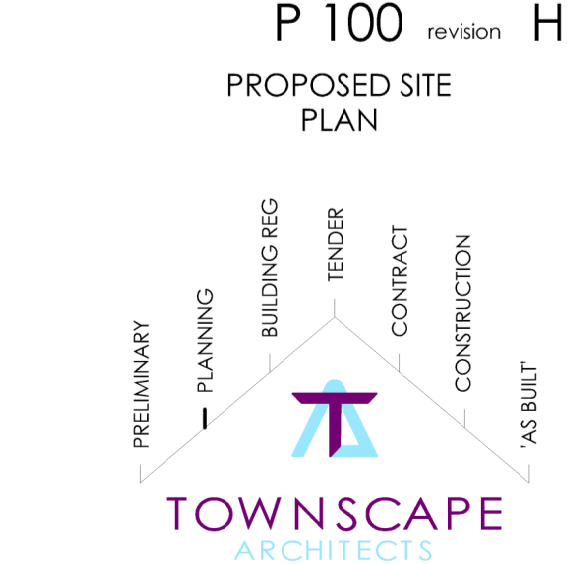 P 100 revision H
PROPOSED SITE
PLAN
PRELIMINARY
PLANNING
BUILDING REG
TENDER
CONTRACT
CONSTRUCTION
'AS BUILT'
TOWNSCAPE
ARCHITECTS